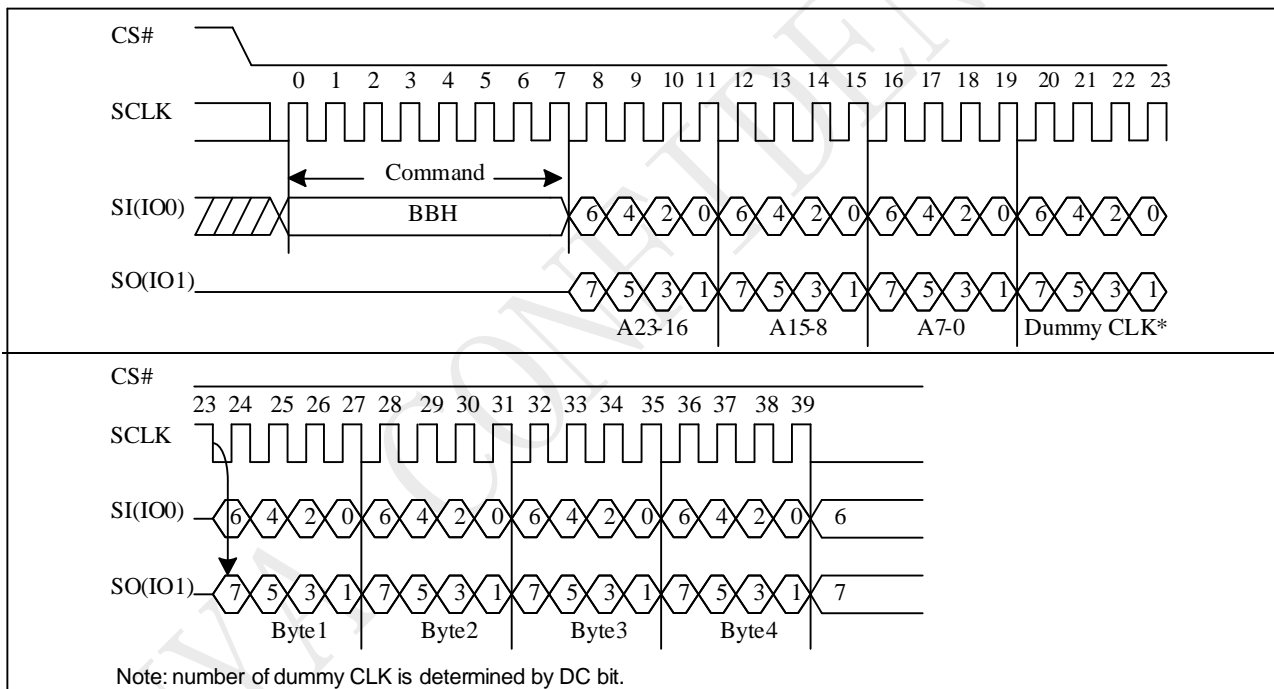 CS#
0 1 2 3 4 5 6 7 8 9 10 11 12 13 14 15 16 17 18 19 20 21 22 23
SCLK
Command
SI(IO0) BBH 6 4 2 0 6 4 2 0 6 4 2 0 6 4 2 0
SO(IO1) 7 5 3 1 7 5 3 1 7 5 3 1 7 5 3 1
A23-16 A15-8 A7-0 Dummy CLK*
CS#
23 24 25 26 27 28 29 30 31 32 33 34 35 36 37 38 39
SCLK
SI(IO0) 6 4 2 0 6 4 2 0 6 4 2 0 6 4 2 0 6
SO(IO1) 7 5 3 1 7 5 3 1 7 5 3 1 7 5 3 1 7
Byte1 Byte2 Byte3 Byte4
Note: number of dummy CLK is determined by DC bit.